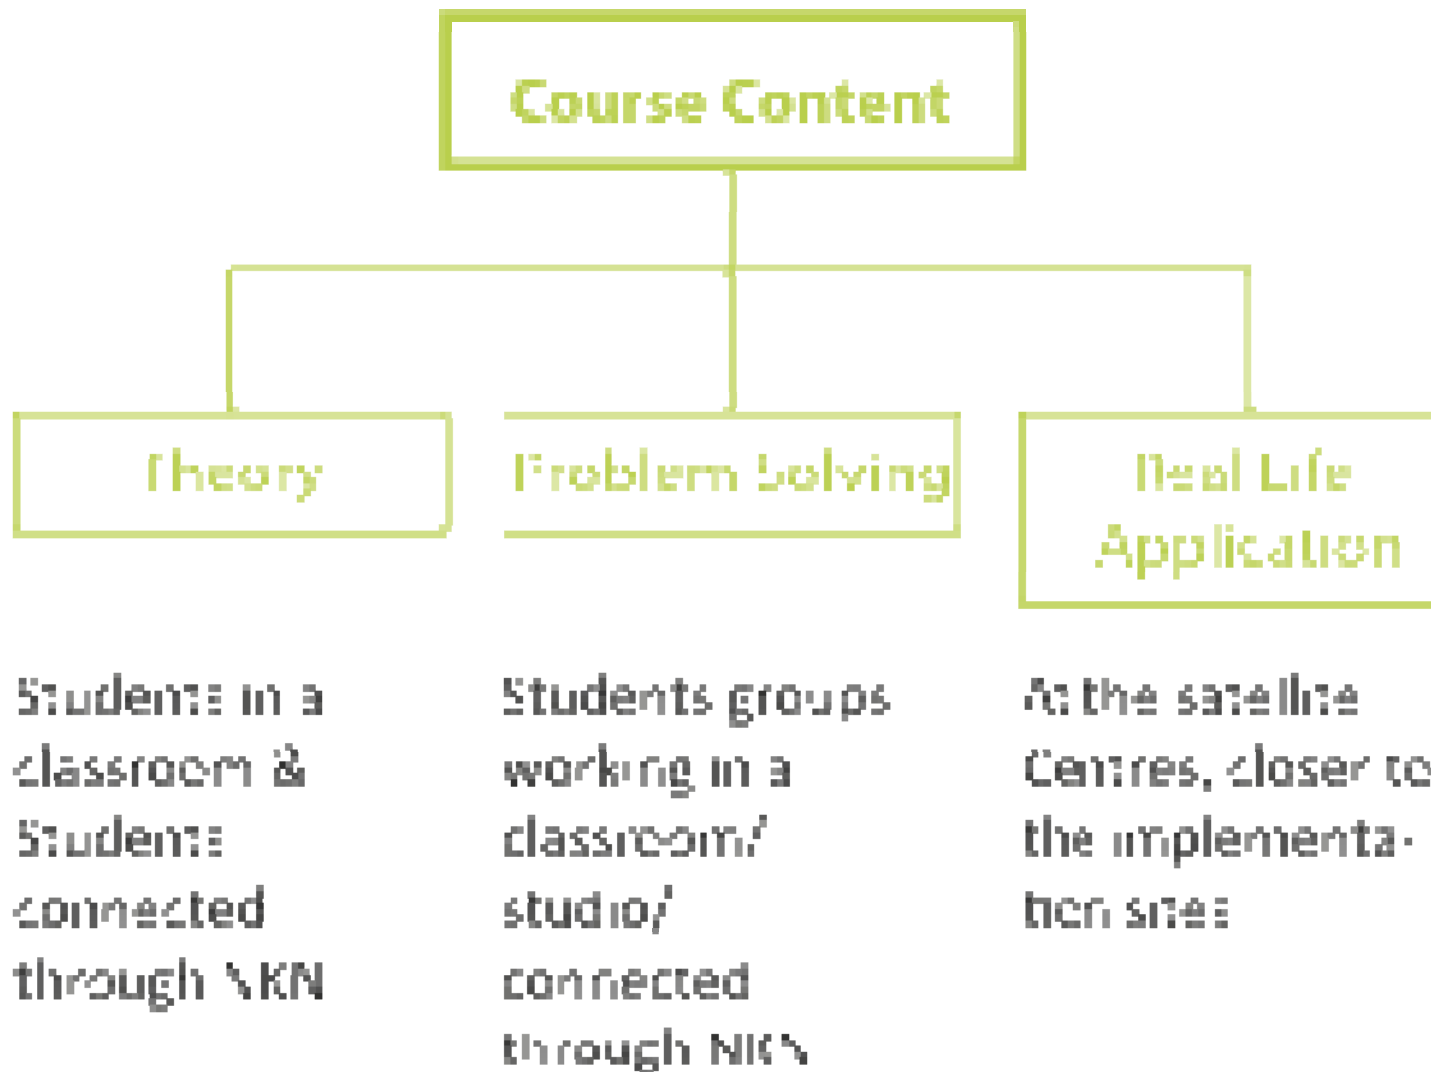 Course Content
Theory
Problem Solving
Real Life
Application
Students in a
classroom &
Students
connected
through NKN
Students groups
working in a
classroom/
studio/
connected
through NKN
At the satellite
Centres, closer to
the implementa-
tion sites